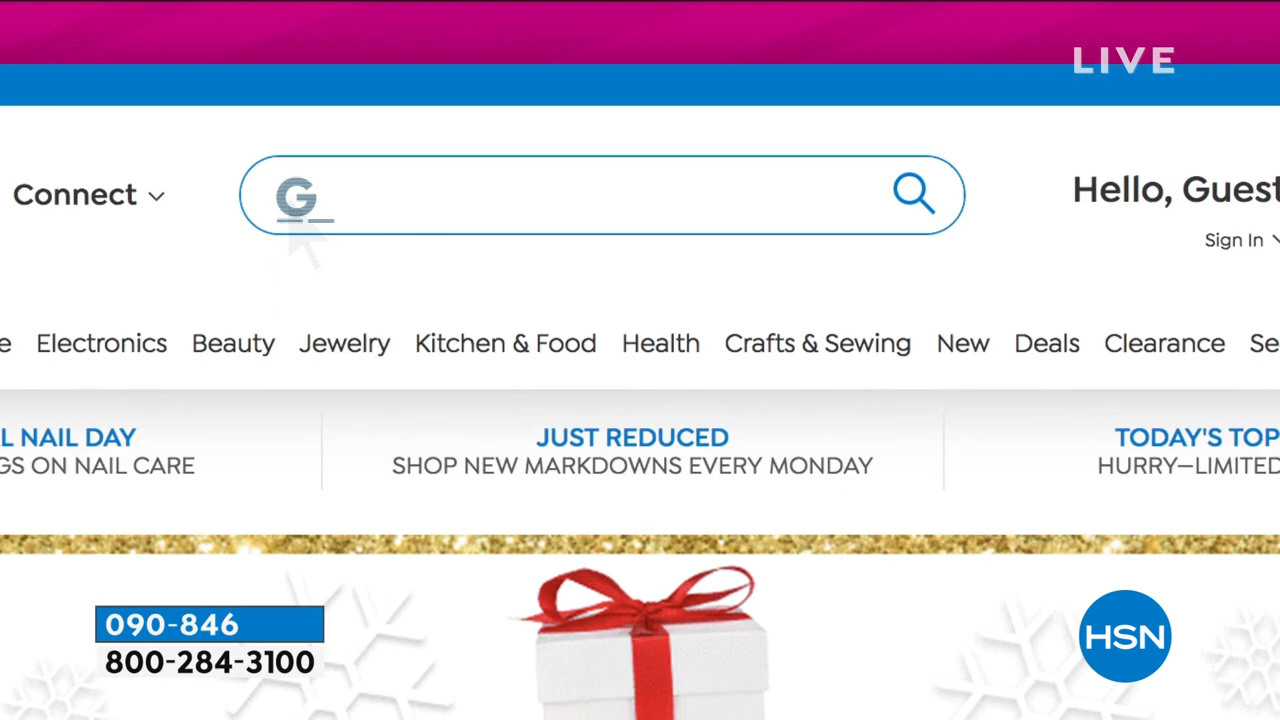 LIVE
Connect
G_
Hello, Guest
Sign In
e Electronics Beauty Jewelry Kitchen & Food Health Crafts & Sewing New Deals Clearance Se
L NAIL DAY
GS ON NAIL CARE
JUST REDUCED
SHOP NEW MARKDOWNS EVERY MONDAY
TODAY'S TOP
HURRY—LIMITED
090-846
800-284-3100
HSN